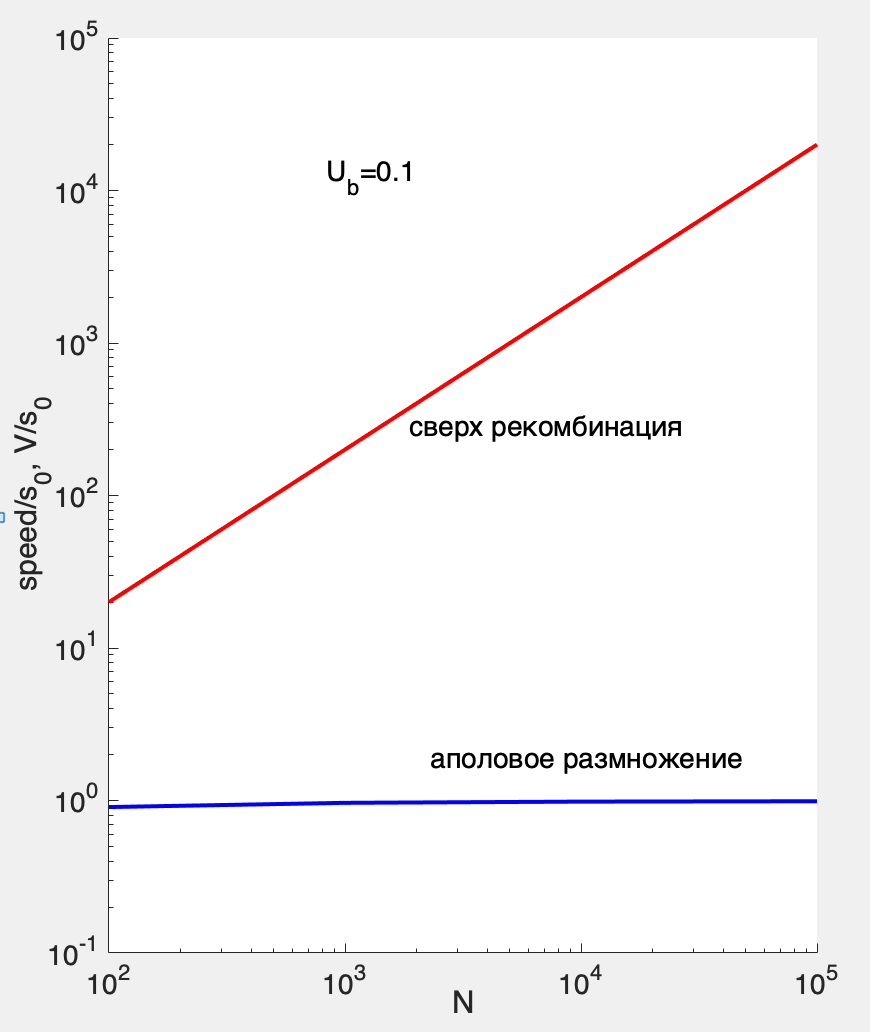 10^5
U_b=0.1
10^4
10^3
сверх рекомбинация
10^2
speed/s_0, V/s_0
10^1
аполовое размножение
10^0
10^-1
10^2 10^3 10^4 10^5
N